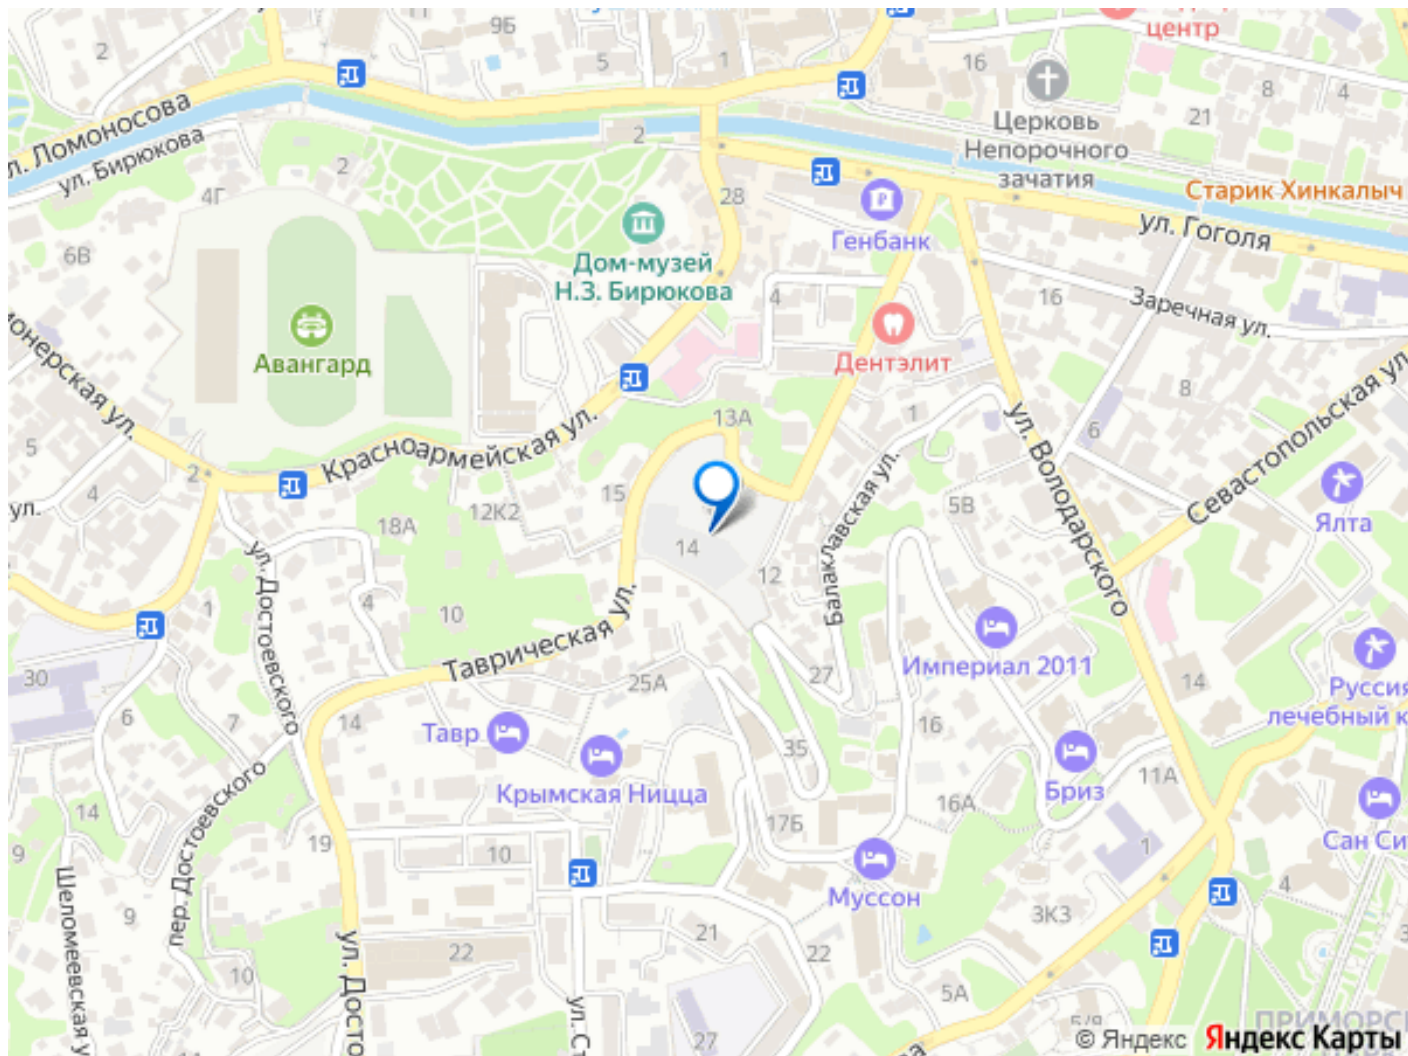 центр
9Б
2
5
1
16
8
4
21
ул. Ломоносова
ул. Бирюкова
2
2
Церковь
Непорочного
зачатия
Старик Хинкалыч
4Г
28
Генбанк
ул. Гоголя
6В
Дом-музей
Н.З. Бирюкова
4
16
Заречная ул.
Авангард
Дентэлит
8
13А
1
6
ул. Володарского
Севастопольская ул.
5
Красноармейская ул.
2
4
ул.
15
12К2
18А
5В
Ялта
Балаклавская ул.
14
12
ул. Достоевского
1
4
10
Таврическая ул.
Империал 2011
27
25А
30
6
7
14
14
Руссия
лечебный к
16
Тавр
35
Крымская Ницца
Бриз
11А
16А
14
пер. Достоевского
19
10
17Б
1
Сан Си
9
Шеломеевская у
9
Муссон
4
3К3
22
21
22
10
ул. Досто
ул. С
5А
27
ПРИМОРС
© Яндекс Яндекс Карты